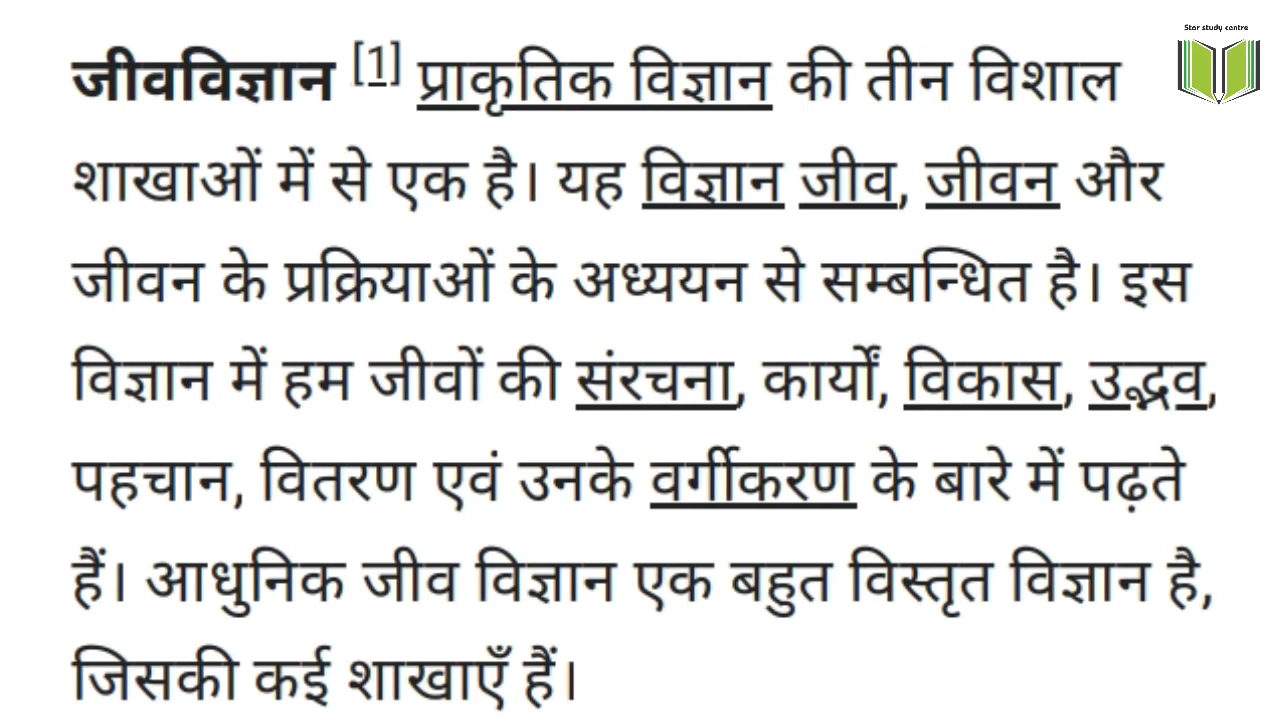 Star study centre
जीवविज्ञान [1] प्राकृतिक विज्ञान की तीन विशाल
शाखाओं में से एक है। यह विज्ञान जीव, जीवन और
जीवन के प्रक्रियाओं के अध्ययन से सम्बन्धित है। इस
विज्ञान में हम जीवों की संरचना, कार्यों, विकास, उद्भव,
पहचान, वितरण एवं उनके वर्गीकरण के बारे में पढ़ते
हैं। आधुनिक जीव विज्ञान एक बहुत विस्तृत विज्ञान है,
जिसकी कई शाखाएँ हैं।